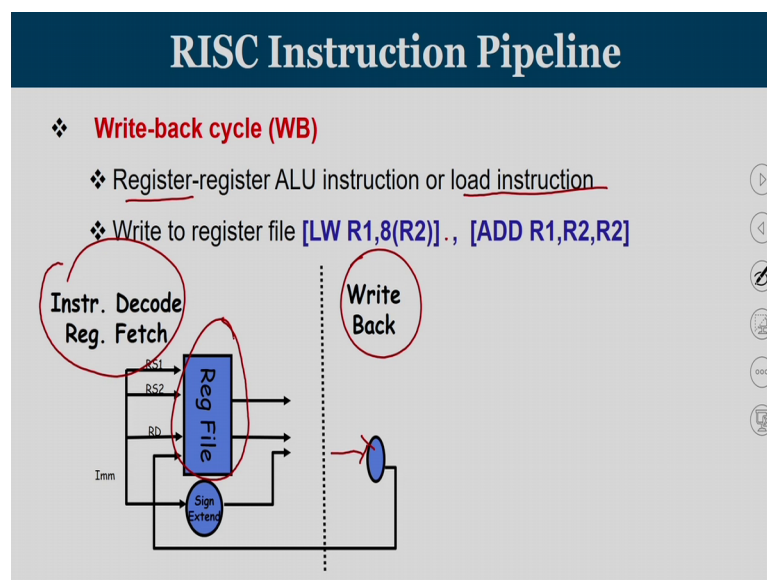 RISC Instruction Pipeline
❖ Write-back cycle (WB)
❖ Register-register ALU instruction or load instruction
❖ Write to register file [LW R1,8(R2)] . , [ADD R1,R2,R2]
Instr. Decode
Reg. Fetch
Write
Back
RS1
RS2
RD
Imm
Reg File
Sign
Extend